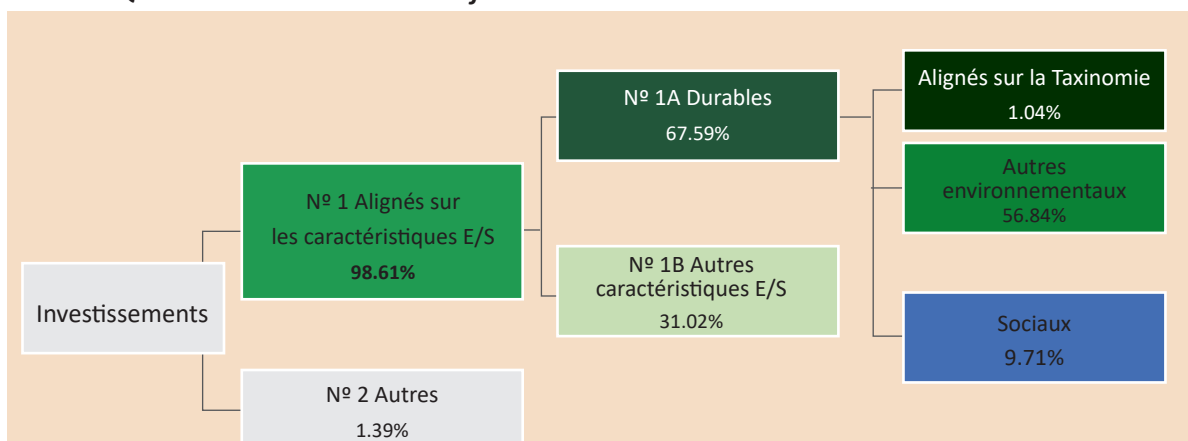 Investissements
Nº 1 Alignés sur
les caractéristiques E/S
98.61%
Nº 2 Autres
1.39%
Nº 1A Durables
67.59%
Nº 1B Autres
caractéristiques E/S
31.02%
Alignés sur la Taxinomie
1.04%
Autres
environnementaux
56.84%
Sociaux
9.71%